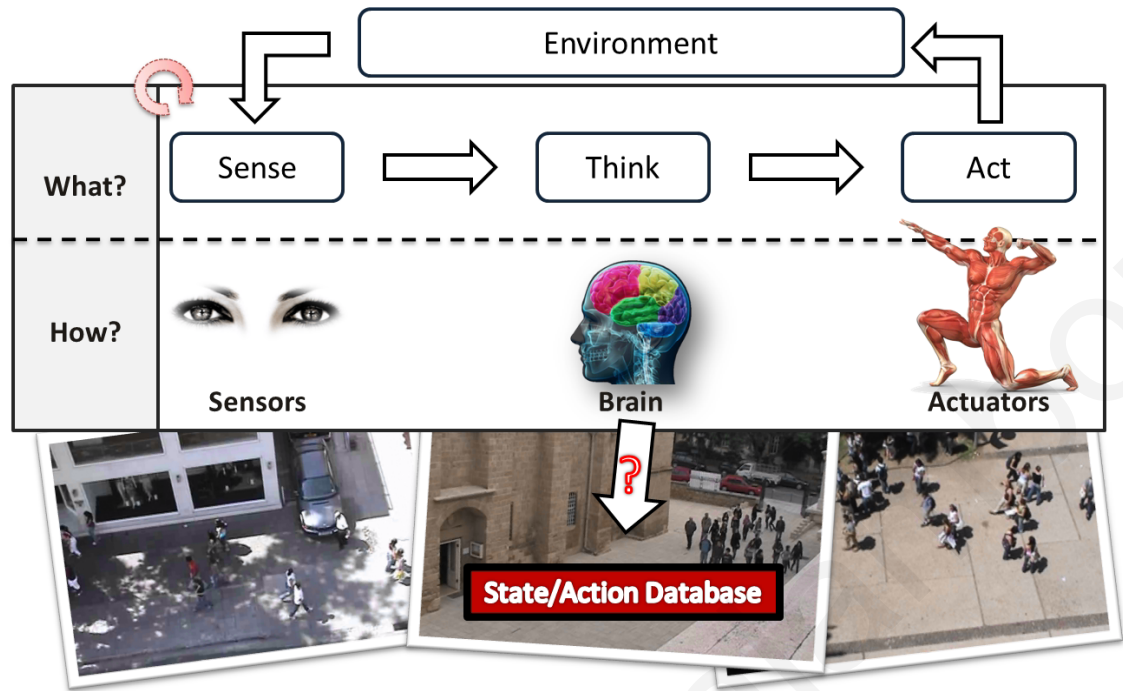 Environment
Sense
Think
Act
What?
How?
Sensors
Brain
Actuators
?
State/Action Database